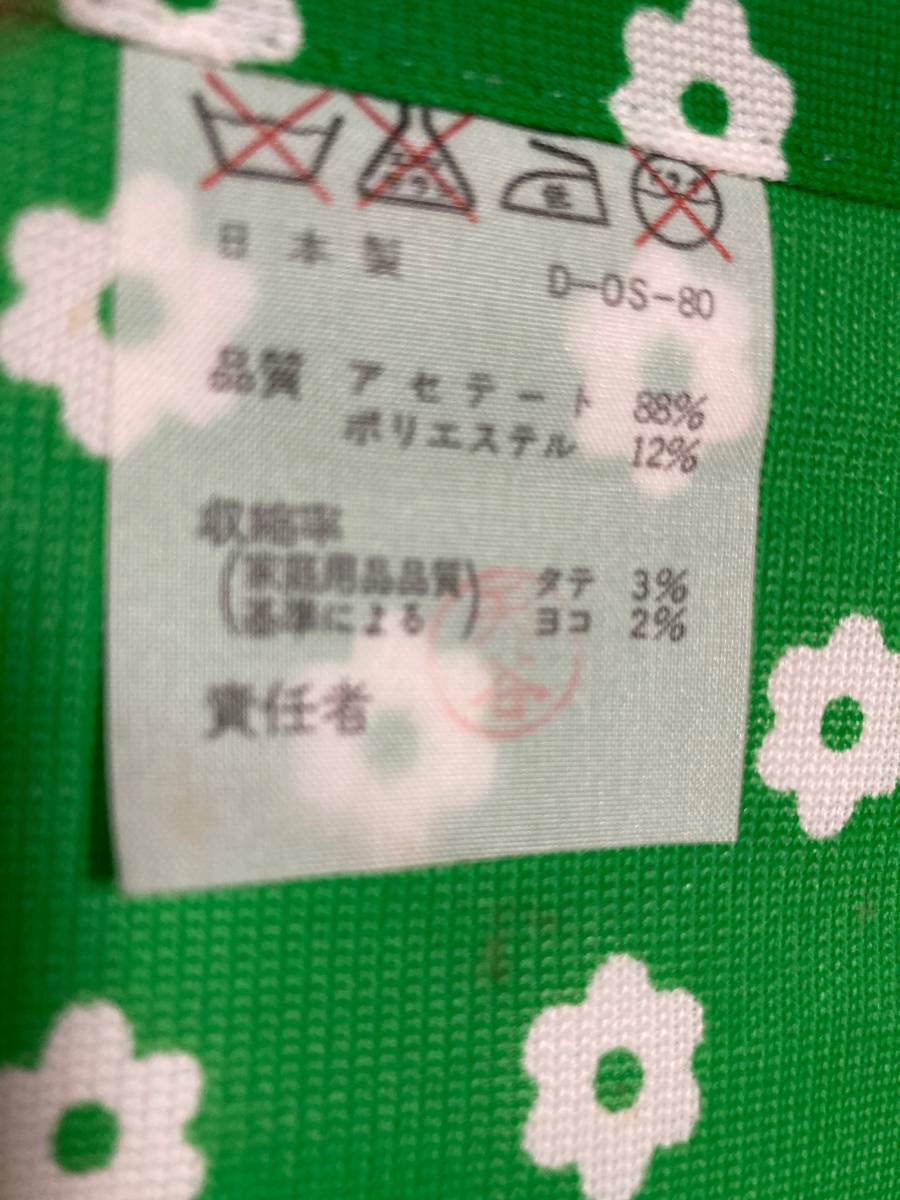 低
日本製
D-OS-80
品質 アセテート 88%
ポリエステル 12%
収縮率
(家庭用品品質 タテ 3%
基準による) ヨコ 2%
責任者